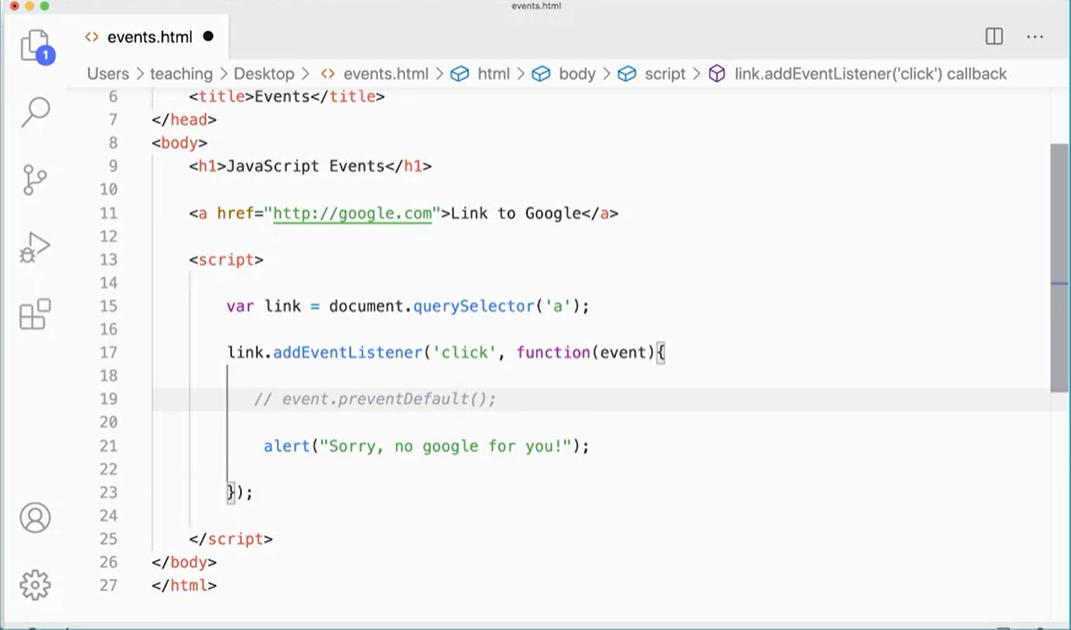 events.html
1
<> events.html ●
...
Users > teaching > Desktop > <> events.html > html > body > script > link.addEventListener('click') callback
6 <title>Events</title>
7 </head>
8 <body>
9 <h1>JavaScript Events</h1>
10
11 <a href="http://google.com">Link to Google</a>
12
13 <script>
14
15 var link = document.querySelector('a');
16
17 link.addEventListener('click', function(event){
18
19 // event.preventDefault();
20
21 alert("Sorry, no google for you!");
22
23 });
24
25 </script>
26 </body>
27 </html>